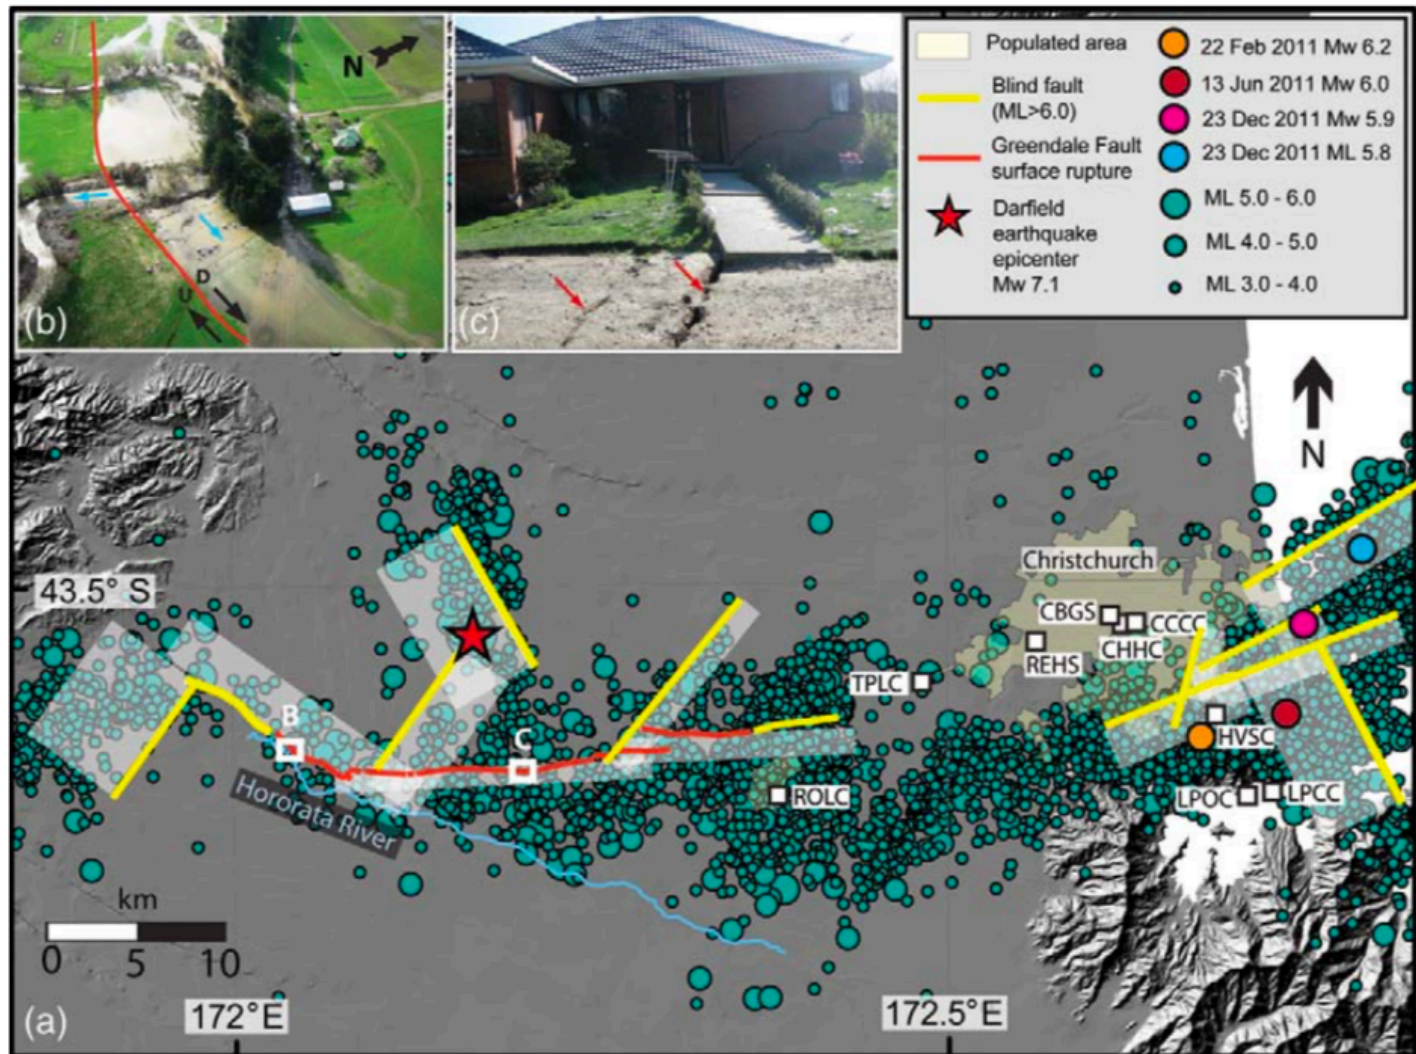 N
D
U
(b)
(c)
Populated area
Blind fault
(ML>6.0)
Greendale Fault
surface rupture
Darfield
earthquake
epicenter
Mw 7.1
22 Feb 2011 Mw 6.2
13 Jun 2011 Mw 6.0
23 Dec 2011 Mw 5.9
23 Dec 2011 ML 5.8
ML 5.0 - 6.0
ML 4.0 - 5.0
ML 3.0 - 4.0
N
43.5° S
Christchurch
CBGS
CCCC
CHHC
REHS
TPLC
B
C
HVSC
Hororata River
ROLC
LPOC
LPCC
km
0 5 10
172°E
172.5°E
(a)